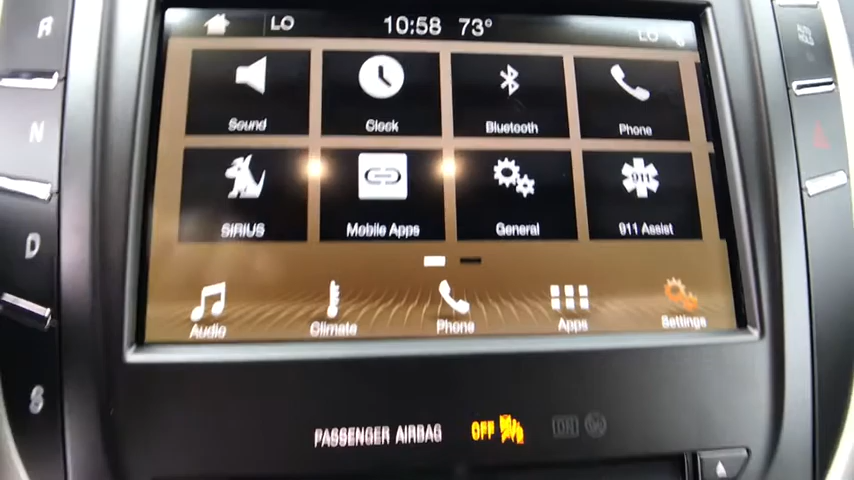 R
LO 10:58 73° LO
Sound Clock Bluetooth Phone
N
911
SIRIUS Mobile Apps General 911 Assist
D
Audio Climate Phone Apps Settings
S
PASSENGER AIRBAG OFF ON